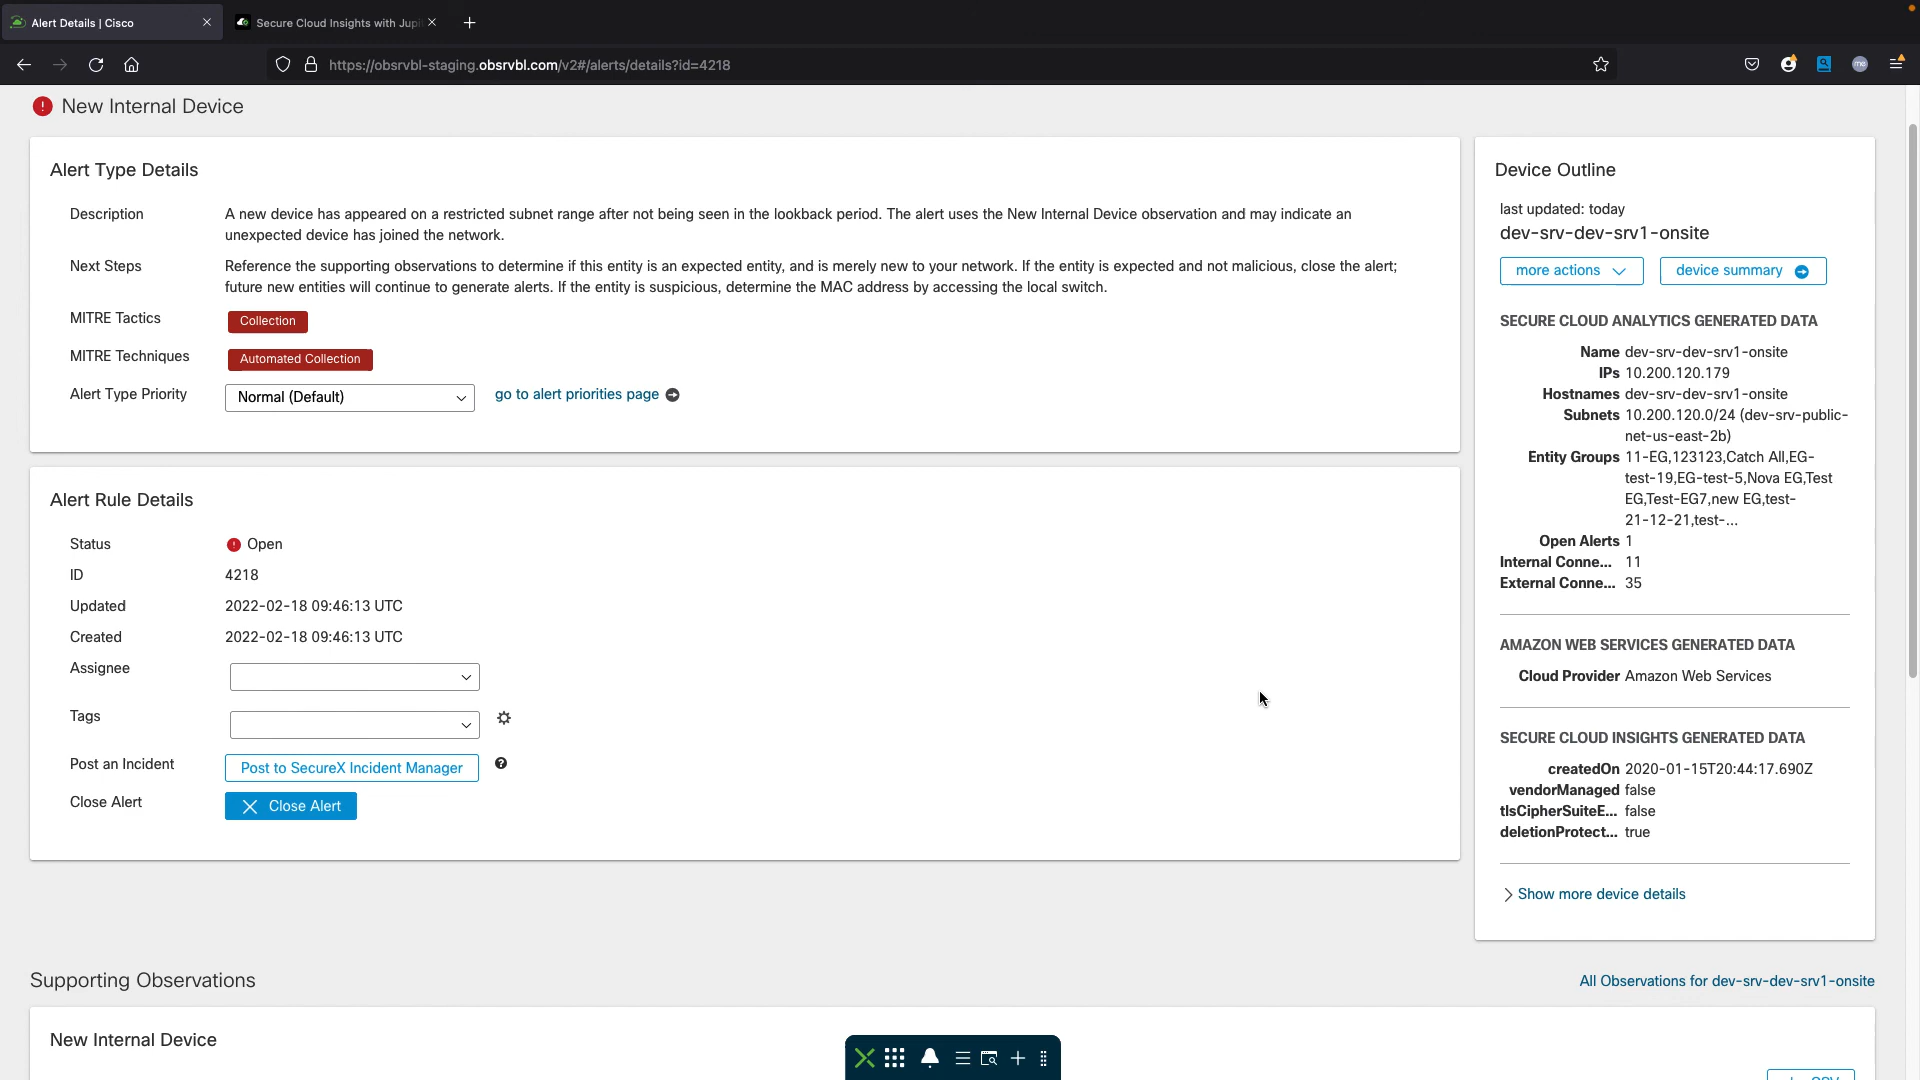 Alert Details | Cisco
Secure Cloud Insights with Jupi
https://obsrvbl-staging.obsrvbl.com/v2#/alerts/details?id=4218
New Internal Device
Alert Type Details
Description
A new device has appeared on a restricted subnet range after not being seen in the lookback period. The alert uses the New Internal Device observation and may indicate an
unexpected device has joined the network.
Next Steps
Reference the supporting observations to determine if this entity is an expected entity, and is merely new to your network. If the entity is expected and not malicious, close the alert;
future new entities will continue to generate alerts. If the entity is suspicious, determine the MAC address by accessing the local switch.
MITRE Tactics
Collection
MITRE Techniques
Automated Collection
Alert Type Priority
Normal (Default)
go to alert priorities page
Alert Rule Details
Status
Open
ID
4218
Updated
2022-02-18 09:46:13 UTC
Created
2022-02-18 09:46:13 UTC
Assignee
Tags
Post an Incident
Post to SecureX Incident Manager
Close Alert
Close Alert
Device Outline
last updated: today
dev-srv-dev-srv1-onsite
more actions
device summary
SECURE CLOUD ANALYTICS GENERATED DATA
Name dev-srv-dev-srv1-onsite
IPs 10.200.120.179
Hostnames dev-srv-dev-srv1-onsite
Subnets 10.200.120.0/24 (dev-srv-public-
net-us-east-2b)
Entity Groups 11-EG,123123,Catch All,EG-
test-19,EG-test-5,Nova EG,Test
EG,Test-EG7,new EG,test-
21-12-21,test-...
Open Alerts 1
Internal Conne... 11
External Conne... 35
AMAZON WEB SERVICES GENERATED DATA
Cloud Provider Amazon Web Services
SECURE CLOUD INSIGHTS GENERATED DATA
createdOn 2020-01-15T20:44:17.690Z
vendorManaged false
tlsCipherSuiteE... false
deletionProtect... true
Show more device details
Supporting Observations
All Observations for dev-srv-dev-srv1-onsite
New Internal Device